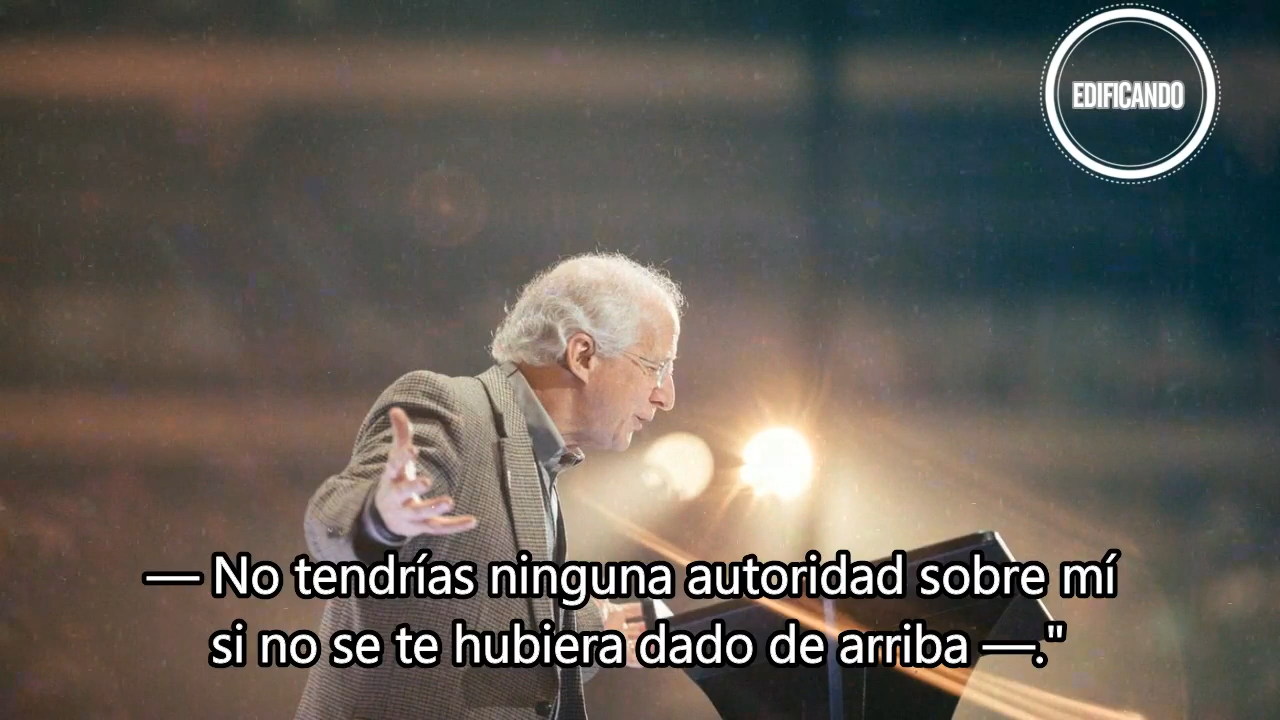 EDIFICANDO
— No tendrías ninguna autoridad sobre mí
si no se te hubiera dado de arriba —."